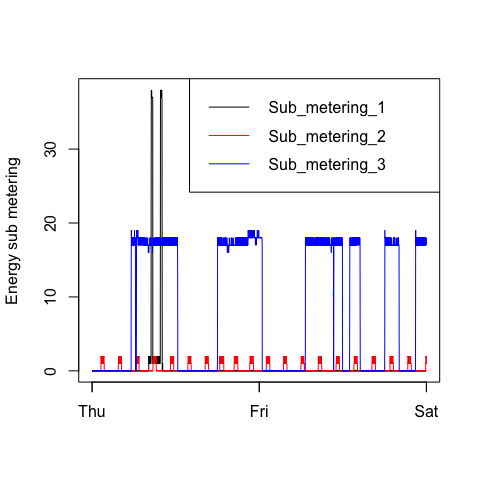 Sub_metering_1
Sub_metering_2
Sub_metering_3
Energy sub metering
30
20
10
0
Thu Fri Sat